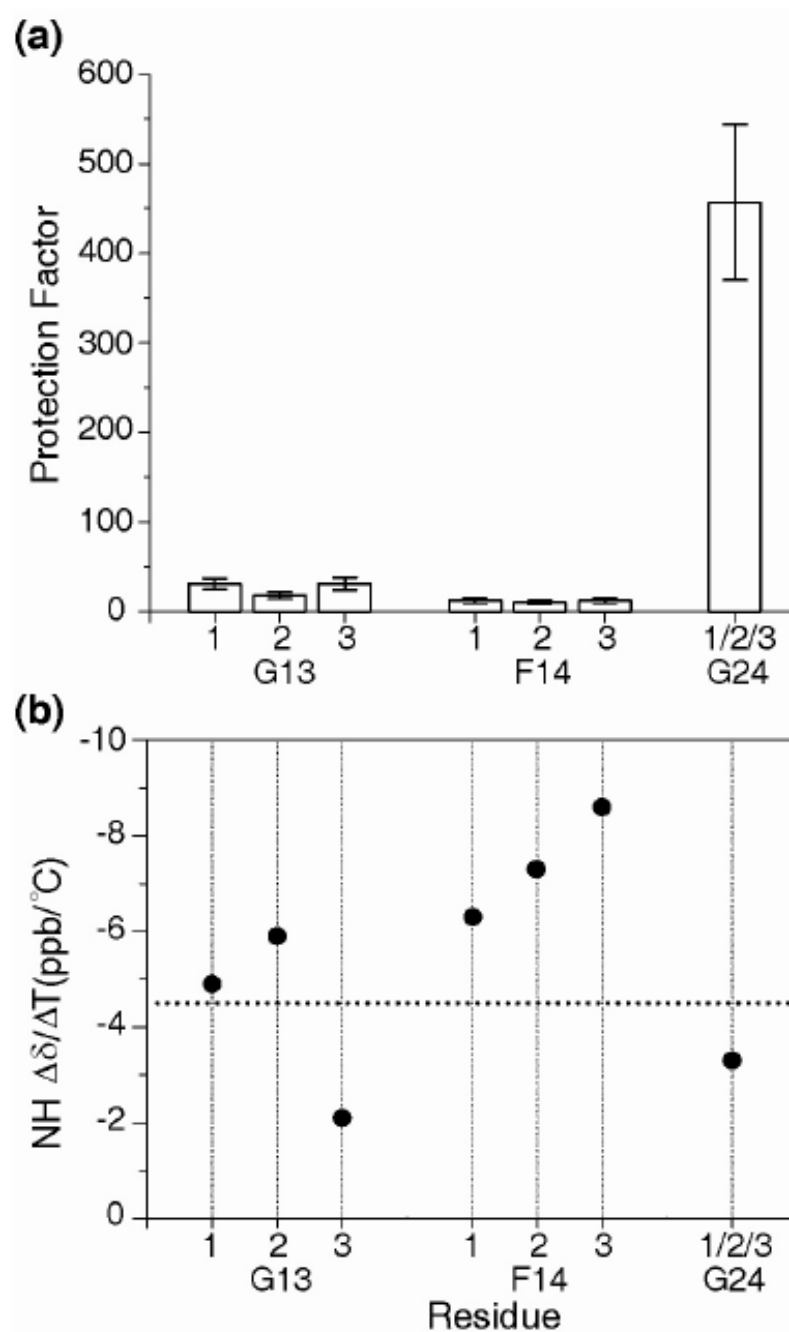 (a)
600
500
400
300
200
100
0
Protection Factor
1 2 3 1 2 3 1/2/3
G13 F14 G24
(b)
-10
-8
-6
-4
-2
0
NH Δδ/ΔT(ppb/°C)
1 2 3 1 2 3 1/2/3
G13 F14 G24
Residue